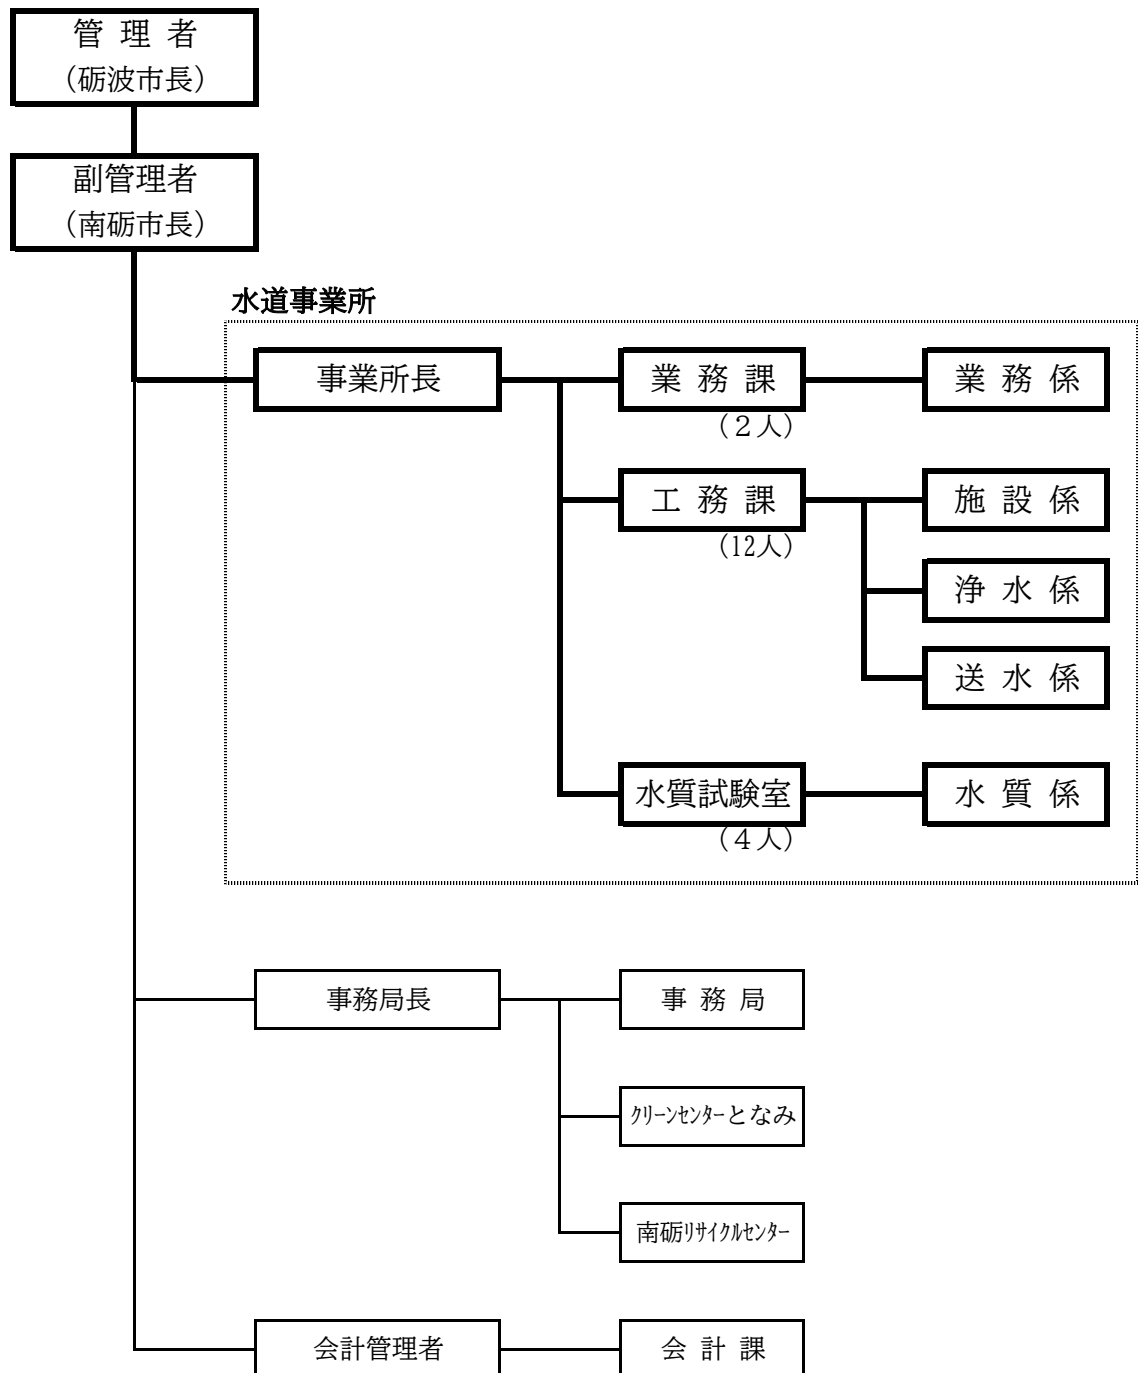 管 理 者
（砺波市長）
副管理者
（南砺市長）
水道事業所
事業所長
業 務 課
業 務 係
（２人）
工 務 課
施 設 係
（12人）
浄 水 係
送 水 係
水質試験室
水 質 係
（４人）
事務局長
事 務 局
ｸﾘｰﾝｾﾝﾀｰとなみ
南砺ﾘｻｲｸﾙｾﾝﾀｰ
会計管理者
会 計 課